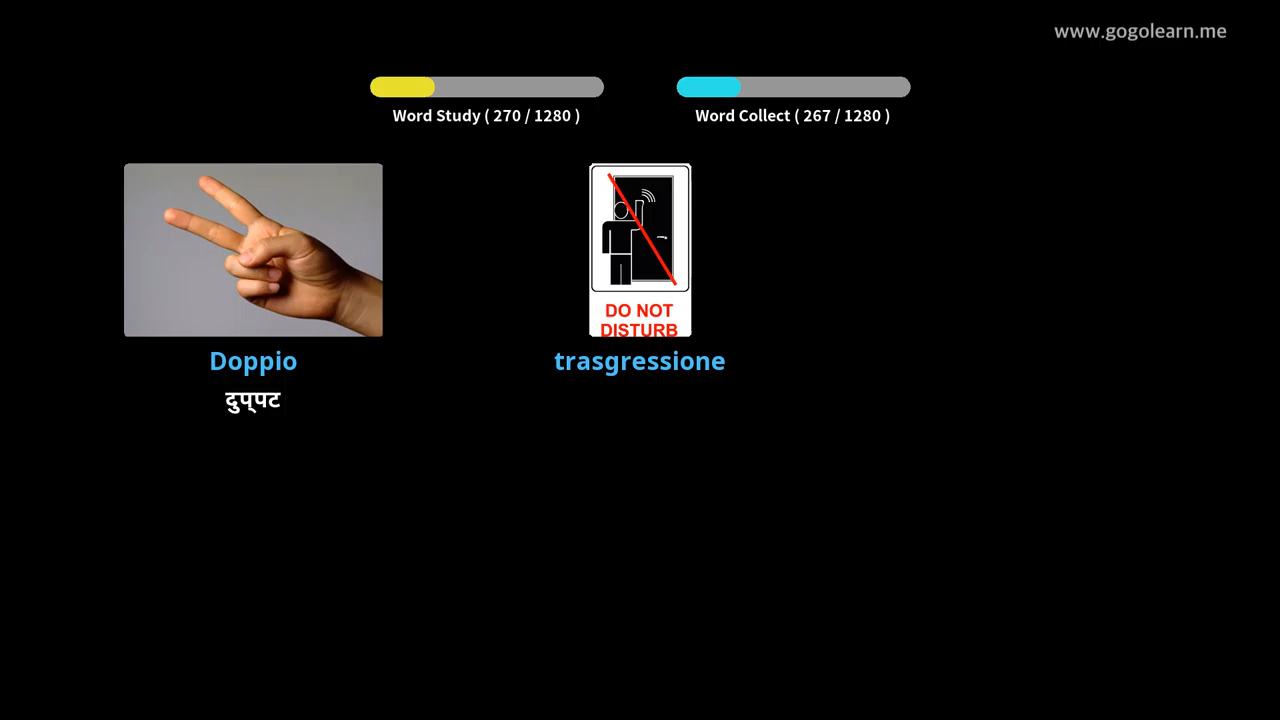 www.gogolearn.me
Word Study ( 270 / 1280 )
Word Collect ( 267 / 1280 )
DO NOT
DISTURB
Doppio
trasgressione
दुप्पट